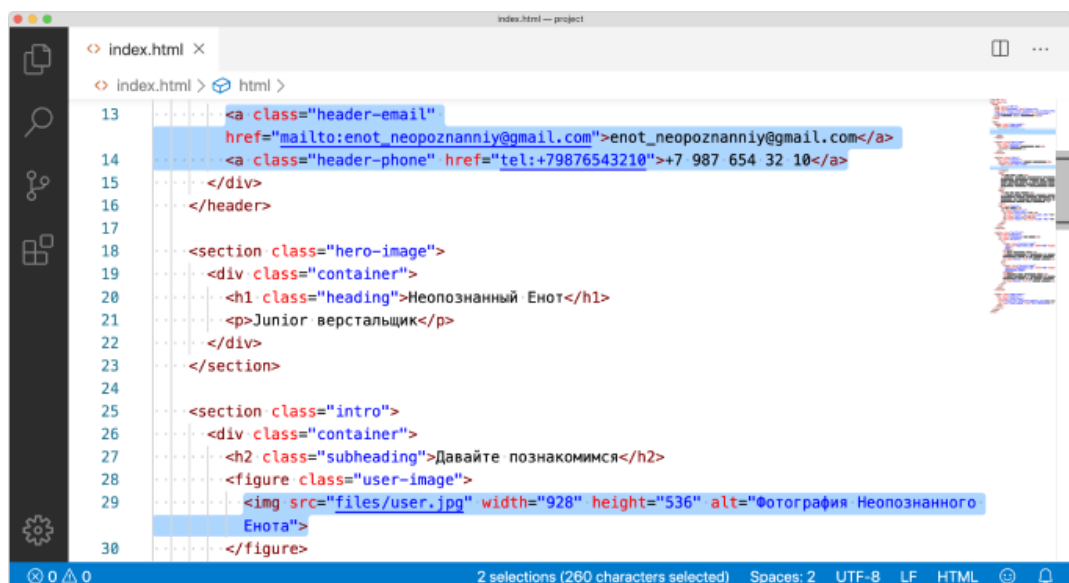 index.html — project
index.html
index.html > html >
13 <a class="header-email"
href="mailto:enot_neopoznanniy@gmail.com">enot_neopoznanniy@gmail.com</a>
14 <a class="header-phone" href="tel:+79876543210">+7 987 654 32 10</a>
15 </div>
16 </header>
17
18 <section class="hero-image">
19 <div class="container">
20 <h1 class="heading">Неопознанный Енот</h1>
21 <p>Junior верстальщик</p>
22 </div>
23 </section>
24
25 <section class="intro">
26 <div class="container">
27 <h2 class="subheading">Давайте познакомимся</h2>
28 <figure class="user-image">
29 <img src="files/user.jpg" width="928" height="536" alt="Фотография Неопознанного
Енота">
30 </figure>
0 0 2 selections (260 characters selected) Spaces: 2 UTF-8 LF HTML